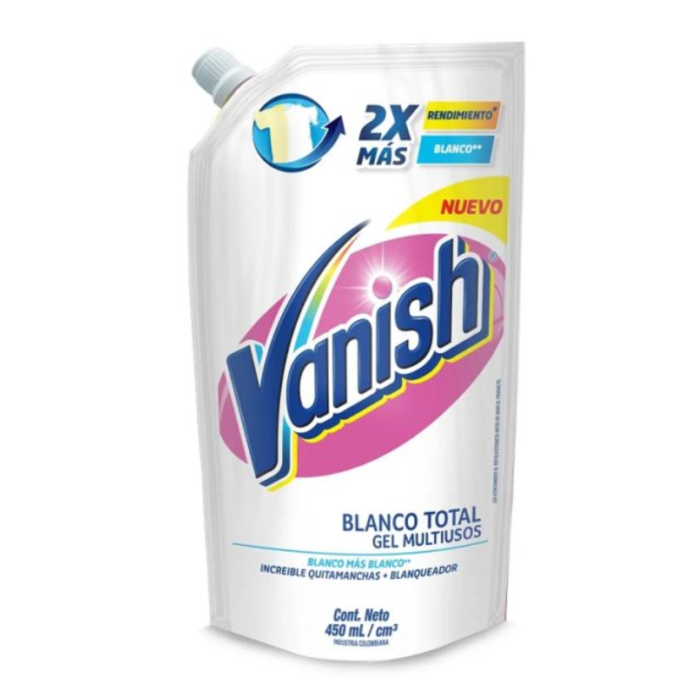 2X
MÁS
RENDIMIENTO*
BLANCO**
NUEVO
Vanish®
BLANCO TOTAL
GEL MULTIUSOS
BLANCO MÁS BLANCO**
INCREIBLE QUITAMANCHAS + BLANQUEADOR
Cont. Neto
450 mL / cm³
INDUSTRIA COLOMBIANA